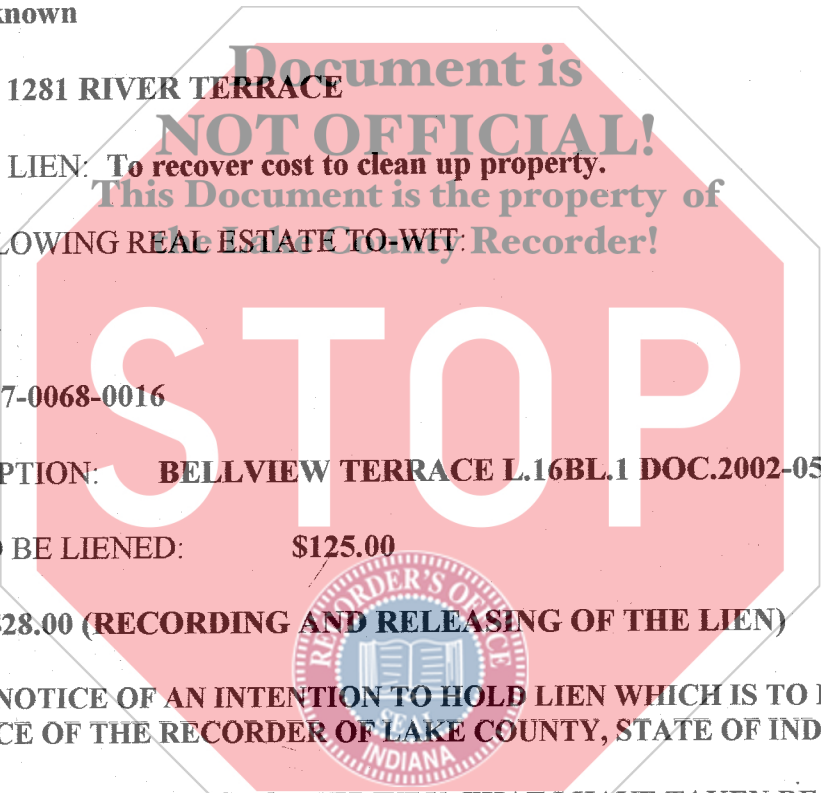 known
Document is
1281 RIVER TERRACE
NOT OFFICIAL!
LIEN: To recover cost to clean up property.
This Document is the property of
LOWING REAL ESTATE TO-WIT:
the Lake County Recorder!
STOP
7-0068-0016
PTION: BELLVIEW TERRACE L.16BL.1 DOC.2002-05
BE LIENED: $125.00
28.00 (RECORDING AND RELEASING OF THE LIEN)
RECORDER'S OFFICE
NOTICE OF AN INTENTION TO HOLD LIEN WHICH IS TO
CE OF THE RECORDER OF LAKE COUNTY, STATE OF IND
SEAL
INDIANA